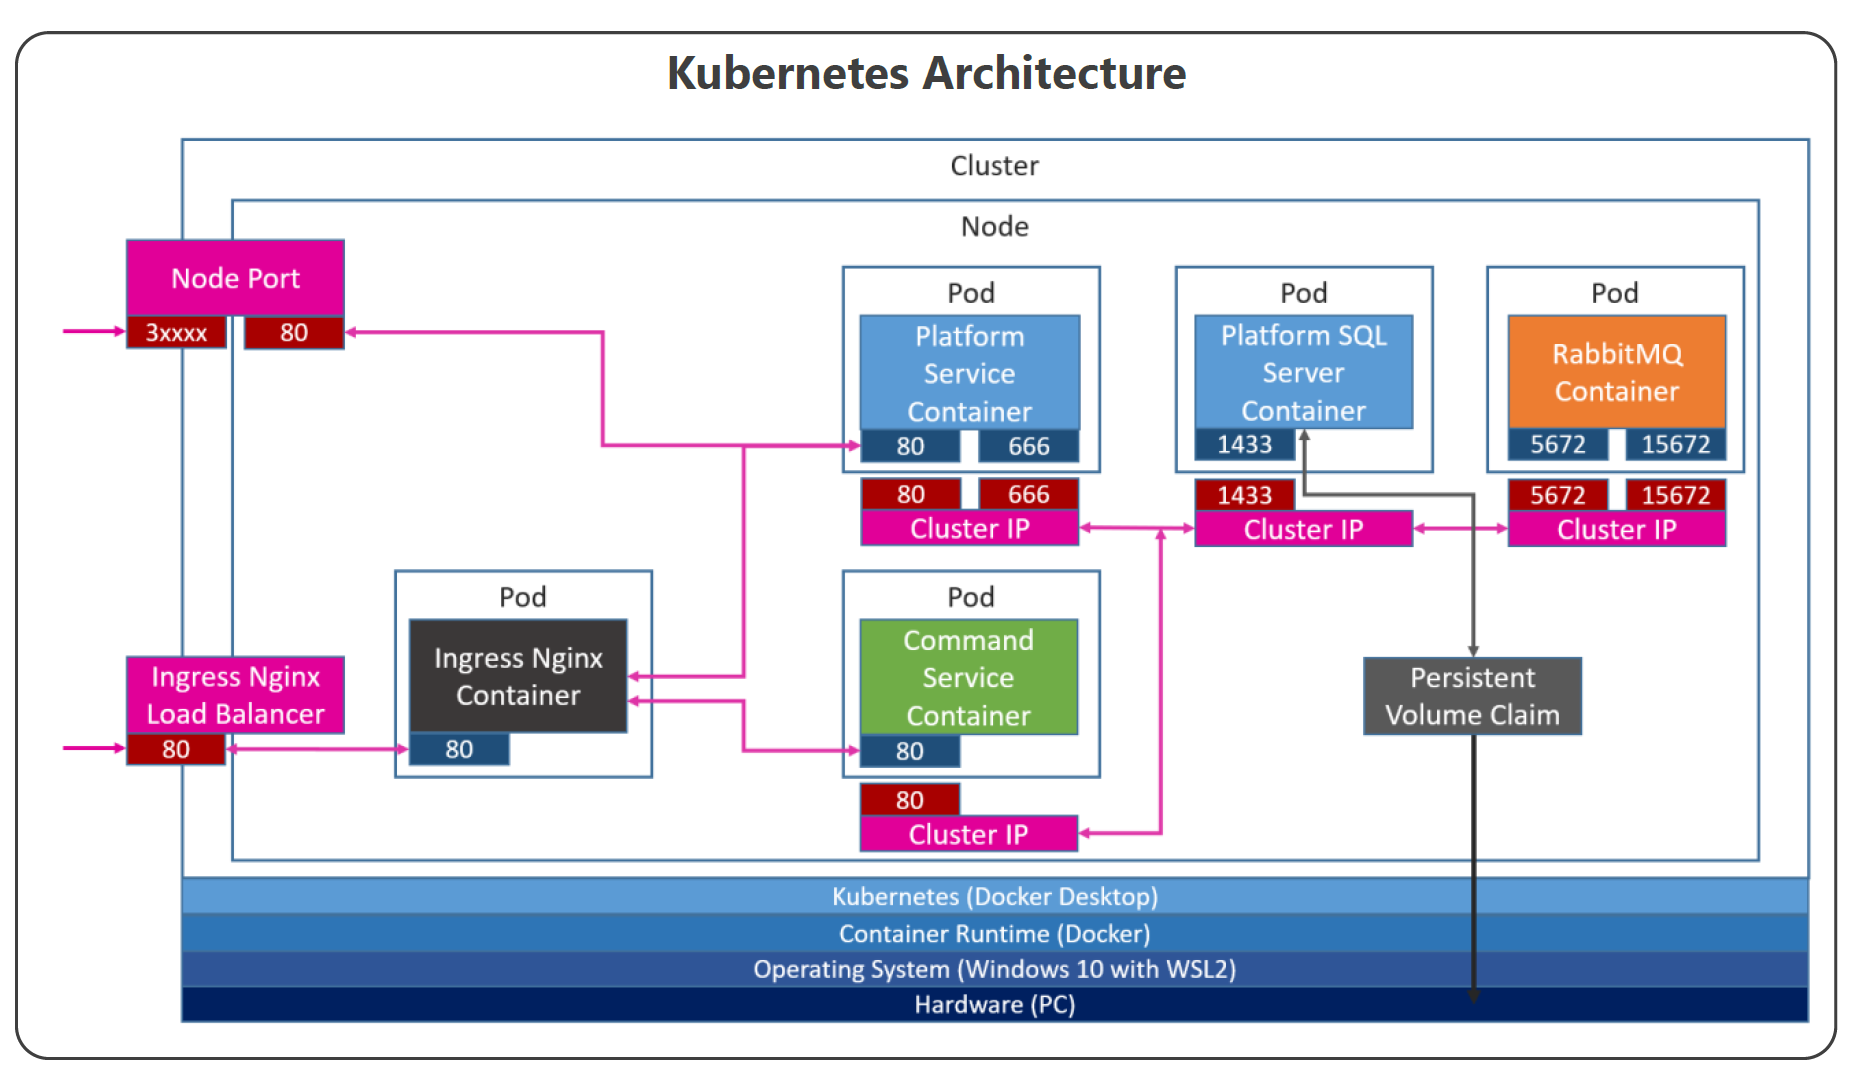 Kubernetes Architecture
Cluster
Node
Node Port
3xxxx
80
Pod
Platform
Service
Container
80
666
80
666
Cluster IP
Pod
Platform SQL
Server
Container
1433
1433
Cluster IP
Pod
RabbitMQ
Container
5672
15672
5672
15672
Cluster IP
Ingress Nginx
Load Balancer
80
Pod
Ingress Nginx
Container
80
Pod
Command
Service
Container
80
80
Cluster IP
Persistent
Volume Claim
Kubernetes (Docker Desktop)
Container Runtime (Docker)
Operating System (Windows 10 with WSL2)
Hardware (PC)